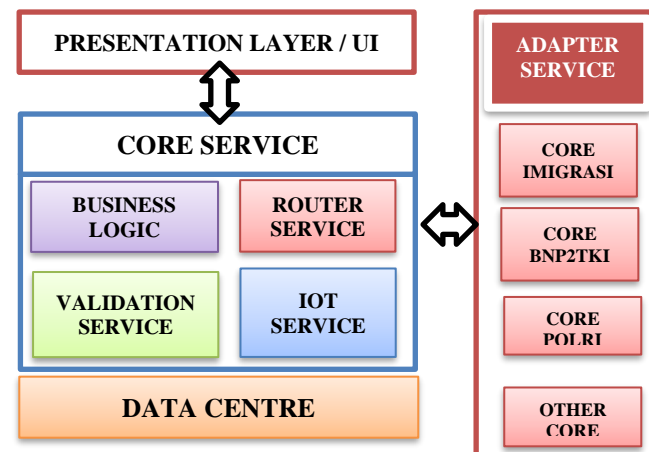 PRESENTATION LAYER / UI
CORE SERVICE
BUSINESS
LOGIC
ROUTER
SERVICE
VALIDATION
SERVICE
IOT
SERVICE
DATA CENTRE
ADAPTER
SERVICE
CORE
IMIGRASI
CORE
BNP2TKI
CORE
POLRI
OTHER
CORE